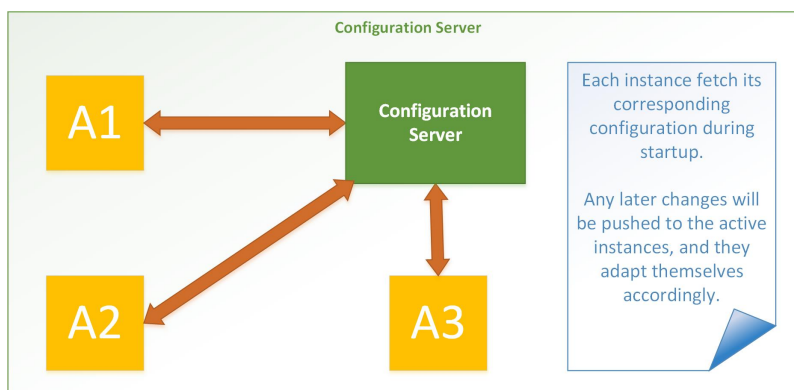 Configuration Server
A1
Configuration
Server
A2
A3
Each instance fetch its
corresponding
configuration during
startup.
Any later changes will
be pushed to the active
instances, and they
adapt themselves
accordingly.